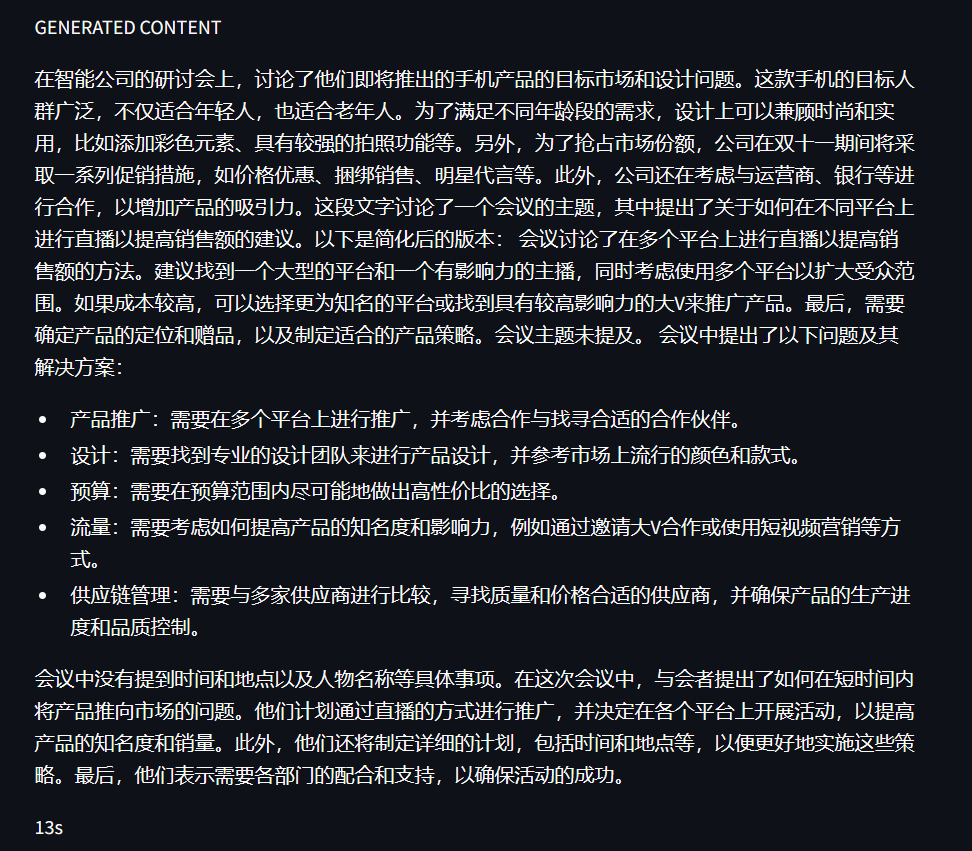 GENERATED CONTENT
在智能公司的研讨会上，讨论了他们即将推出的手机产品的目标市场和设计问题。这款手机的目标人
群广泛，不仅适合年轻人，也适合老年人。为了满足不同年龄段的需求，设计上可以兼顾时尚和实
用，比如添加彩色元素、具有较强的拍照功能等。另外，为了抢占市场份额，公司在双十一期间将采
取一系列促销措施，如价格优惠、捆绑销售、明星代言等。此外，公司还在考虑与运营商、银行等进
行合作，以增加产品的吸引力。这段文字讨论了一个会议的主题，其中提出了关于如何在不同平台上
进行直播以提高销售额的建议。以下是简化后的版本： 会议讨论了在多个平台上进行直播以提高销
售额的方法。建议找到一个大型的平台和一个有影响力的主播，同时考虑使用多个平台以扩大受众范
围。如果成本较高，可以选择更为知名的平台或找到具有较高影响力的大V来推广产品。最后，需要
确定产品的定位和赠品，以及制定适合的产品策略。会议主题未提及。 会议中提出了以下问题及其
解决方案：
• 产品推广：需要在多个平台上进行推广，并考虑合作与找寻合适的合作伙伴。
• 设计：需要找到专业的设计团队来进行产品设计，并参考市场上流行的颜色和款式。
• 预算：需要在预算范围内尽可能地做出高性价比的选择。
• 流量：需要考虑如何提高产品的知名度和影响力，例如通过邀请大V合作或使用短视频营销等方
式。
• 供应链管理：需要与多家供应商进行比较，寻找质量和价格合适的供应商，并确保产品的生产进
度和品质控制。
会议中没有提到时间和地点以及人物名称等具体事项。在这次会议中，与会者提出了如何在短时间内
将产品推向市场的问题。他们计划通过直播的方式进行推广，并决定在各个平台上开展活动，以提高
产品的知名度和销量。此外，他们还将制定详细的计划，包括时间和地点等，以便更好地实施这些策
略。最后，他们表示需要各部门的配合和支持，以确保活动的成功。
13s